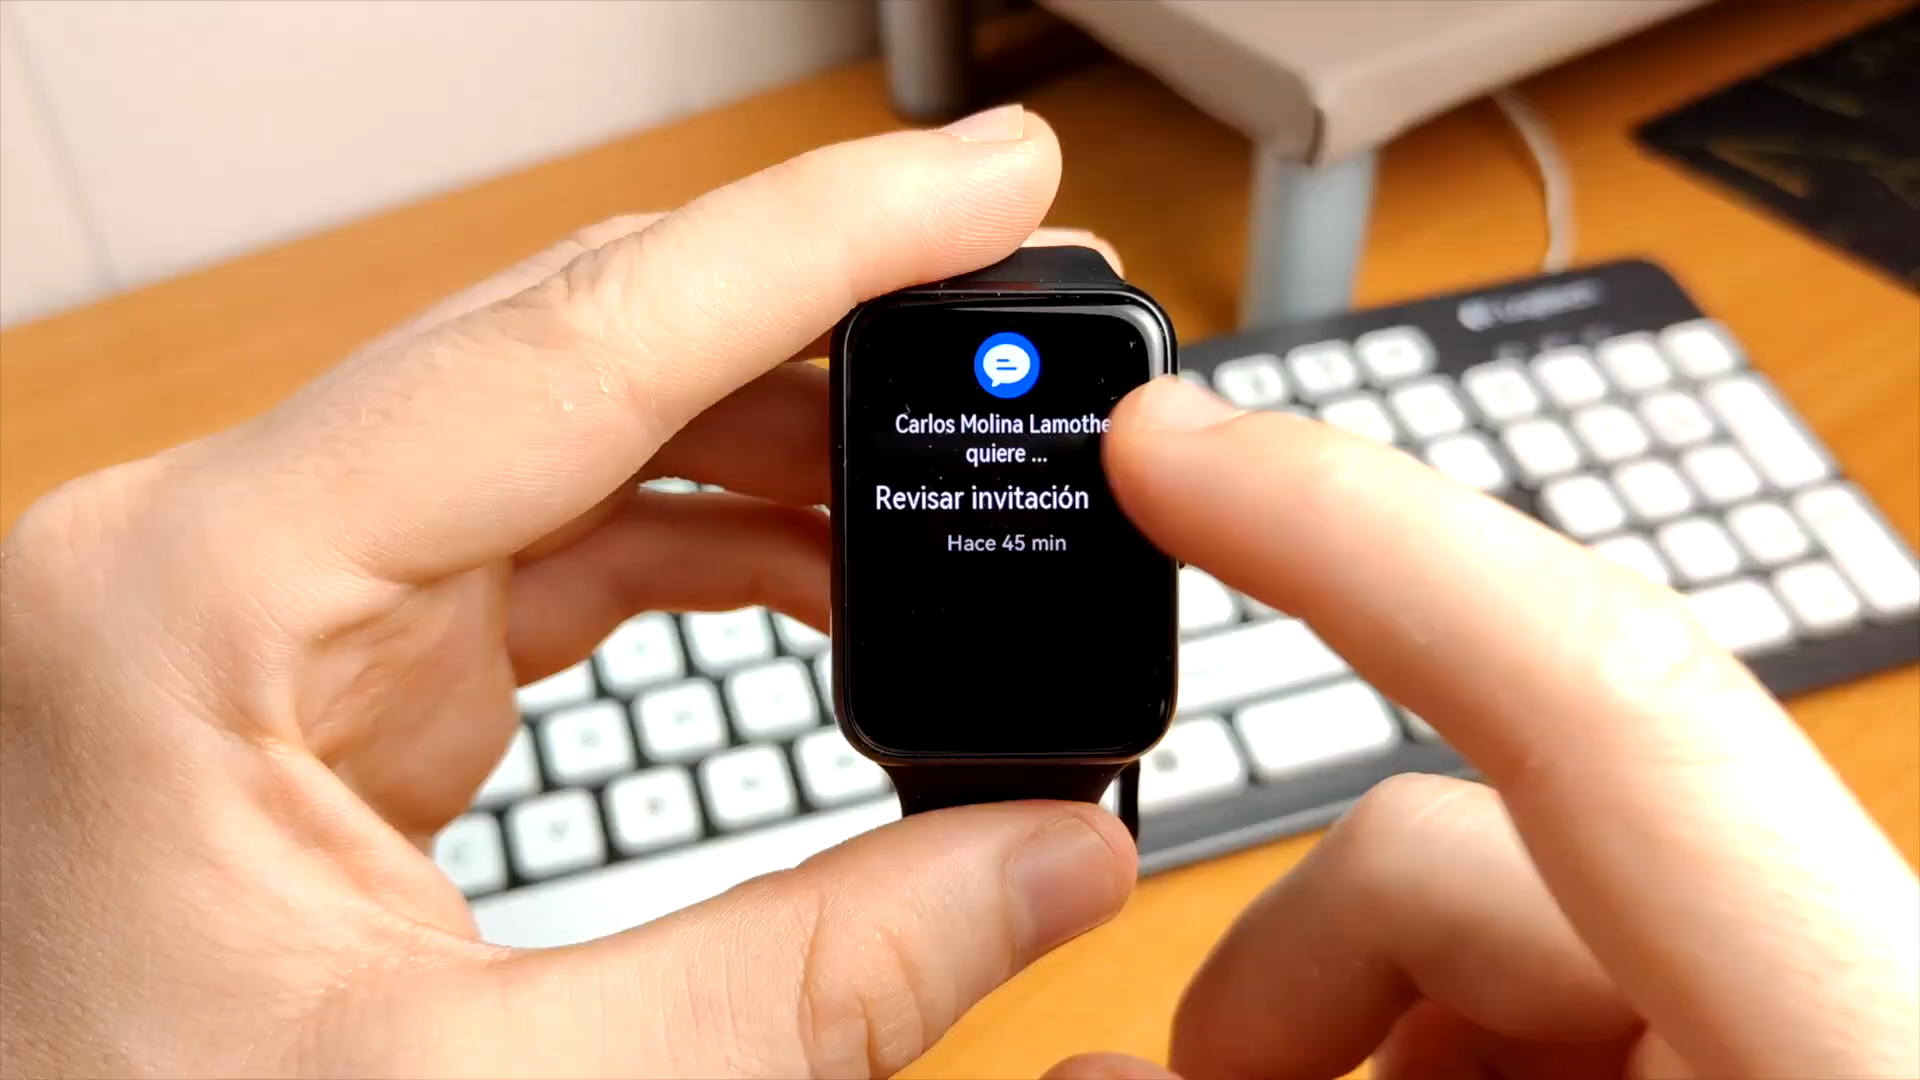 Carlos Molina Lamothe
quiere ...
Revisar invitación
Hace 45 min